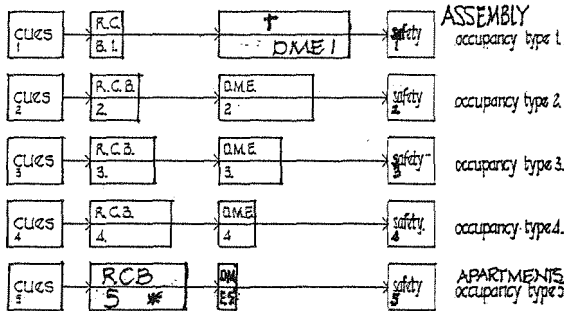 ASSEMBLY
cues 1 R.C. B.1. † DME 1 safety 1 occupancy type 1.
cues 2 R.C.B. 2. D.M.E. 2 safety 2 occupancy type 2.
cues 3 R.C.B. 3. D.M.E. 3. safety 3 occupancy type 3.
cues 4 R.C.B. 4. D.M.E. 4 safety. 4 occupancy type 4.
APARTMENTS
cues 5 RCB 5 * DM E5 safety 5 occupancy type 5